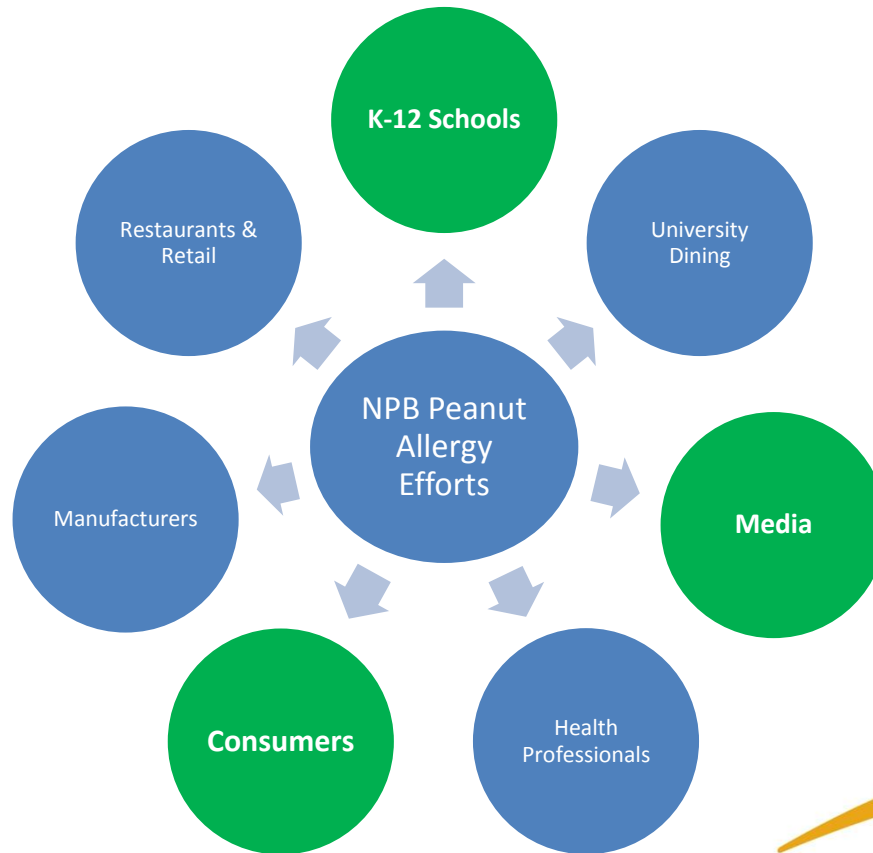 K-12 Schools
Restaurants &
Retail
University
Dining
NPB Peanut
Allergy
Efforts
Manufacturers
Media
Consumers
Health
Professionals